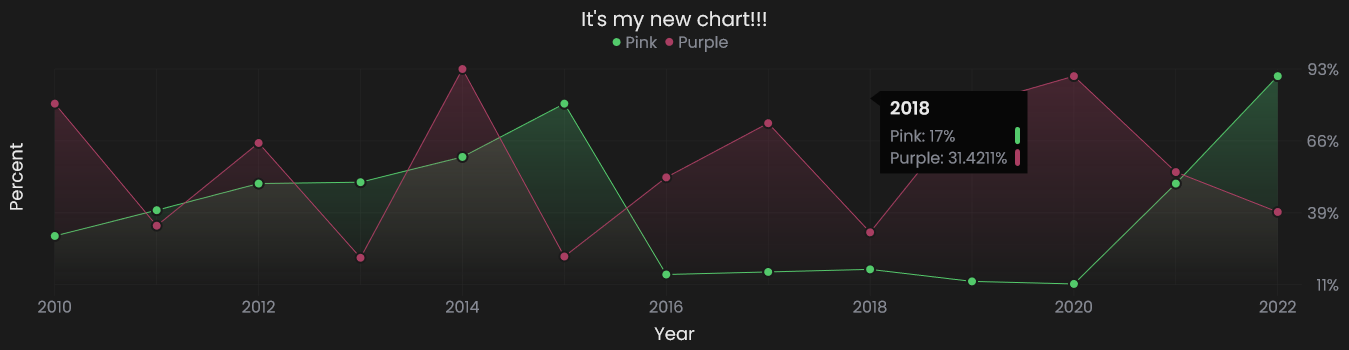 It's my new chart!!!
Pink Purple
93%
2018
Pink: 17%
66%
Purple: 31.4211%
Percent
39%
11%
2010 2012 2014 2016 2018 2020 2022
Year